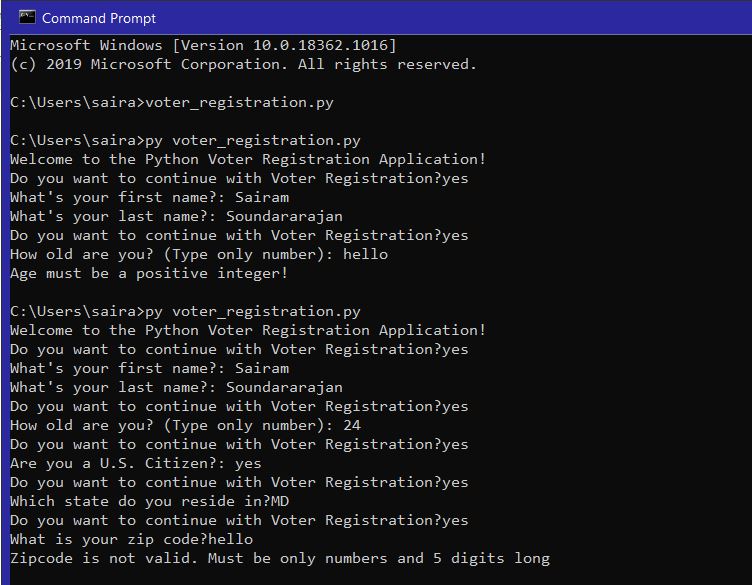 Command Prompt
Microsoft Windows [Version 10.0.18362.1016]
(c) 2019 Microsoft Corporation. All rights reserved.
C:\Users\saira>voter_registration.py
C:\Users\saira>py voter_registration.py
Welcome to the Python Voter Registration Application!
Do you want to continue with Voter Registration?yes
What's your first name?: Sairam
What's your last name?: Soundararajan
Do you want to continue with Voter Registration?yes
How old are you? (Type only number): hello
Age must be a positive integer!
C:\Users\saira>py voter_registration.py
Welcome to the Python Voter Registration Application!
Do you want to continue with Voter Registration?yes
What's your first name?: Sairam
What's your last name?: Soundararajan
Do you want to continue with Voter Registration?yes
How old are you? (Type only number): 24
Do you want to continue with Voter Registration?yes
Are you a U.S. Citizen?: yes
Do you want to continue with Voter Registration?yes
Which state do you reside in?MD
Do you want to continue with Voter Registration?yes
What is your zip code?hello
Zipcode is not valid. Must be only numbers and 5 digits long